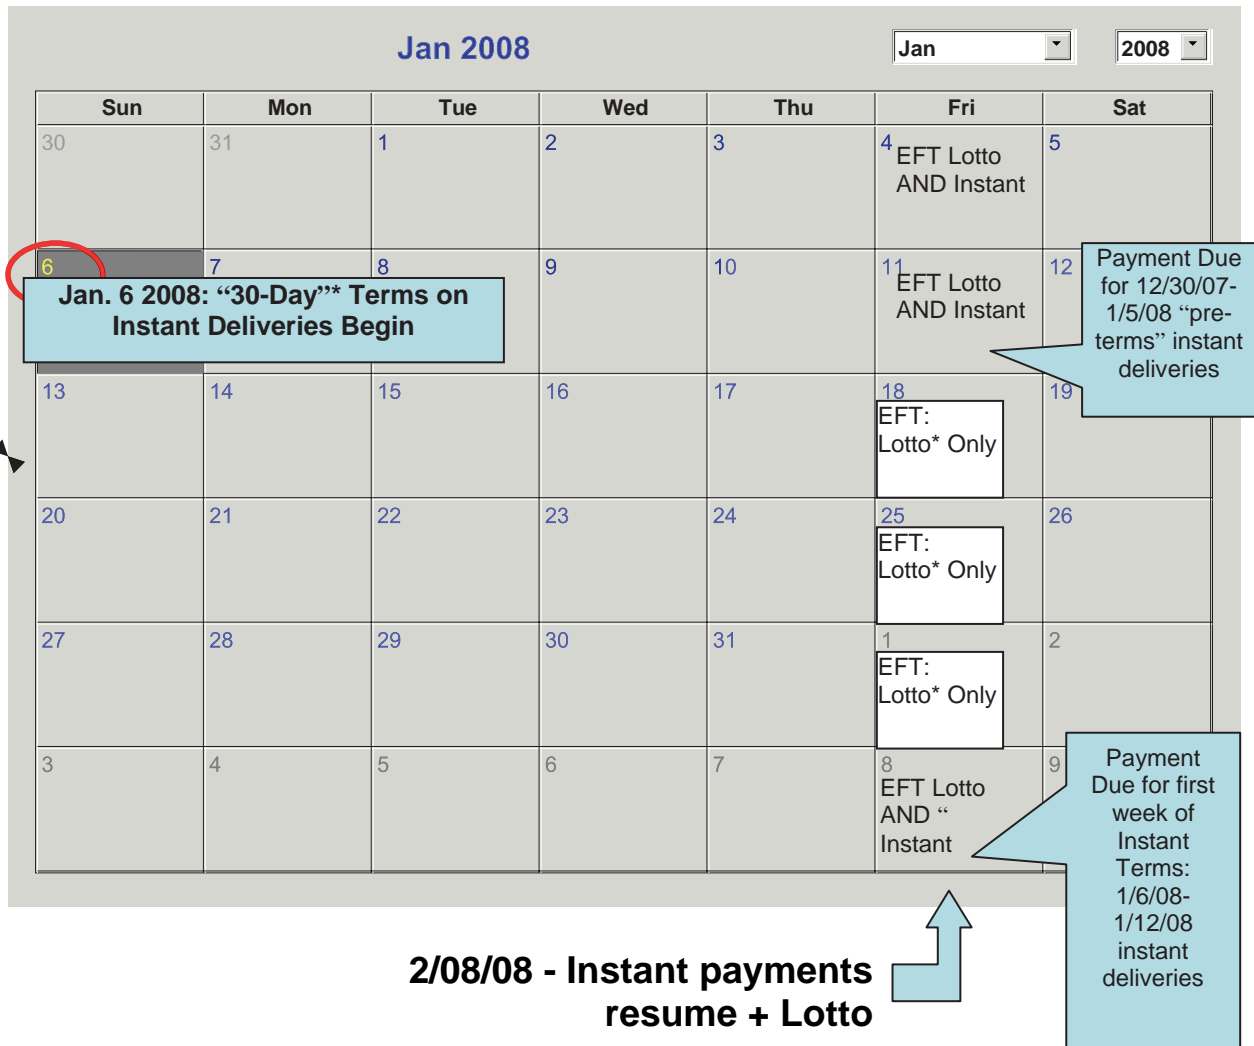 Jan 2008
Jan
2008
Sun Mon Tue Wed Thu Fri Sat
30 31 1 2 3 4 5
EFT Lotto
AND Instant
6 7 8 9 10 11 12
Jan. 6 2008: “30-Day”* Terms on
Instant Deliveries Begin
EFT Lotto
AND Instant
Payment Due
for 12/30/07-
1/5/08 “pre-
terms” instant
deliveries
13 14 15 16 17 18 19
EFT:
Lotto* Only
20 21 22 23 24 25 26
EFT:
Lotto* Only
27 28 29 30 31 1 2
EFT:
Lotto* Only
3 4 5 6 7 8 9
EFT Lotto
AND “
Instant
Payment
Due for first
week of
Instant
Terms:
1/6/08-
1/12/08
instant
deliveries
2/08/08 - Instant payments
resume + Lotto